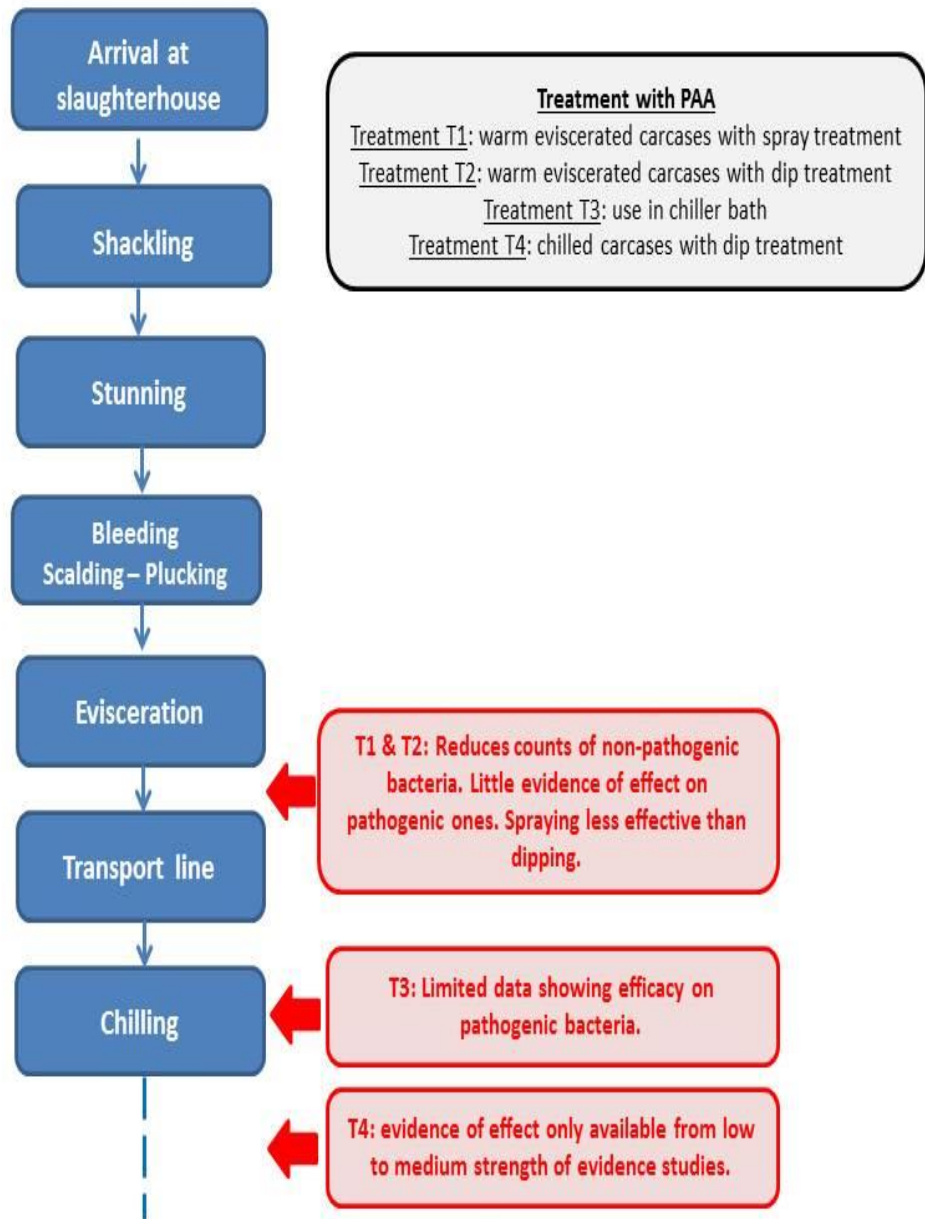 Arrival at
slaughterhouse
Treatment with PAA
Treatment T1: warm eviscerated carcases with spray treatment
Treatment T2: warm eviscerated carcases with dip treatment
Treatment T3: use in chiller bath
Treatment T4: chilled carcases with dip treatment
Shackling
Stunning
Bleeding
Scalding – Plucking
Evisceration
T1 & T2: Reduces counts of non-pathogenic
bacteria. Little evidence of effect on
pathogenic ones. Spraying less effective than
dipping.
Transport line
Chilling
T3: Limited data showing efficacy on
pathogenic bacteria.
T4: evidence of effect only available from low
to medium strength of evidence studies.